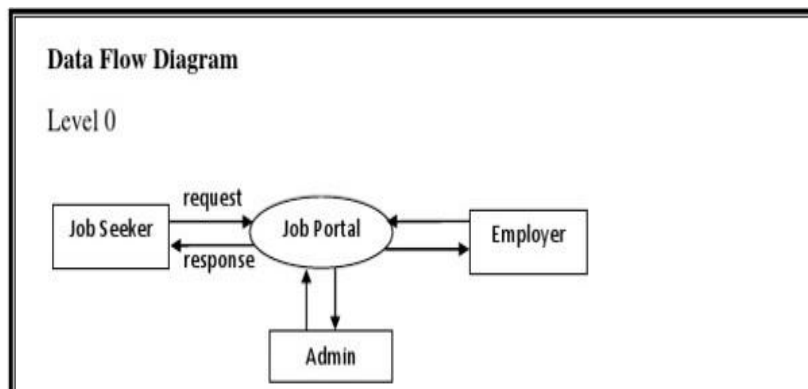 Data Flow Diagram
Level 0
request
Job Seeker
Job Portal
Employer
response
Admin